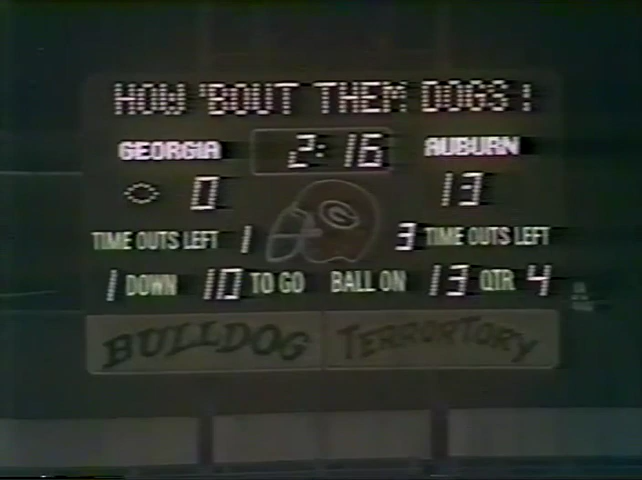 HOW 'BOUT THEM DOGS!
GEORGIA 2:16 AUBURN
0 13
TIME OUTS LEFT 1 3 TIME OUTS LEFT
1 DOWN 10 TO GO BALL ON 13 QTR 4
BULLDOG TERRORTORY